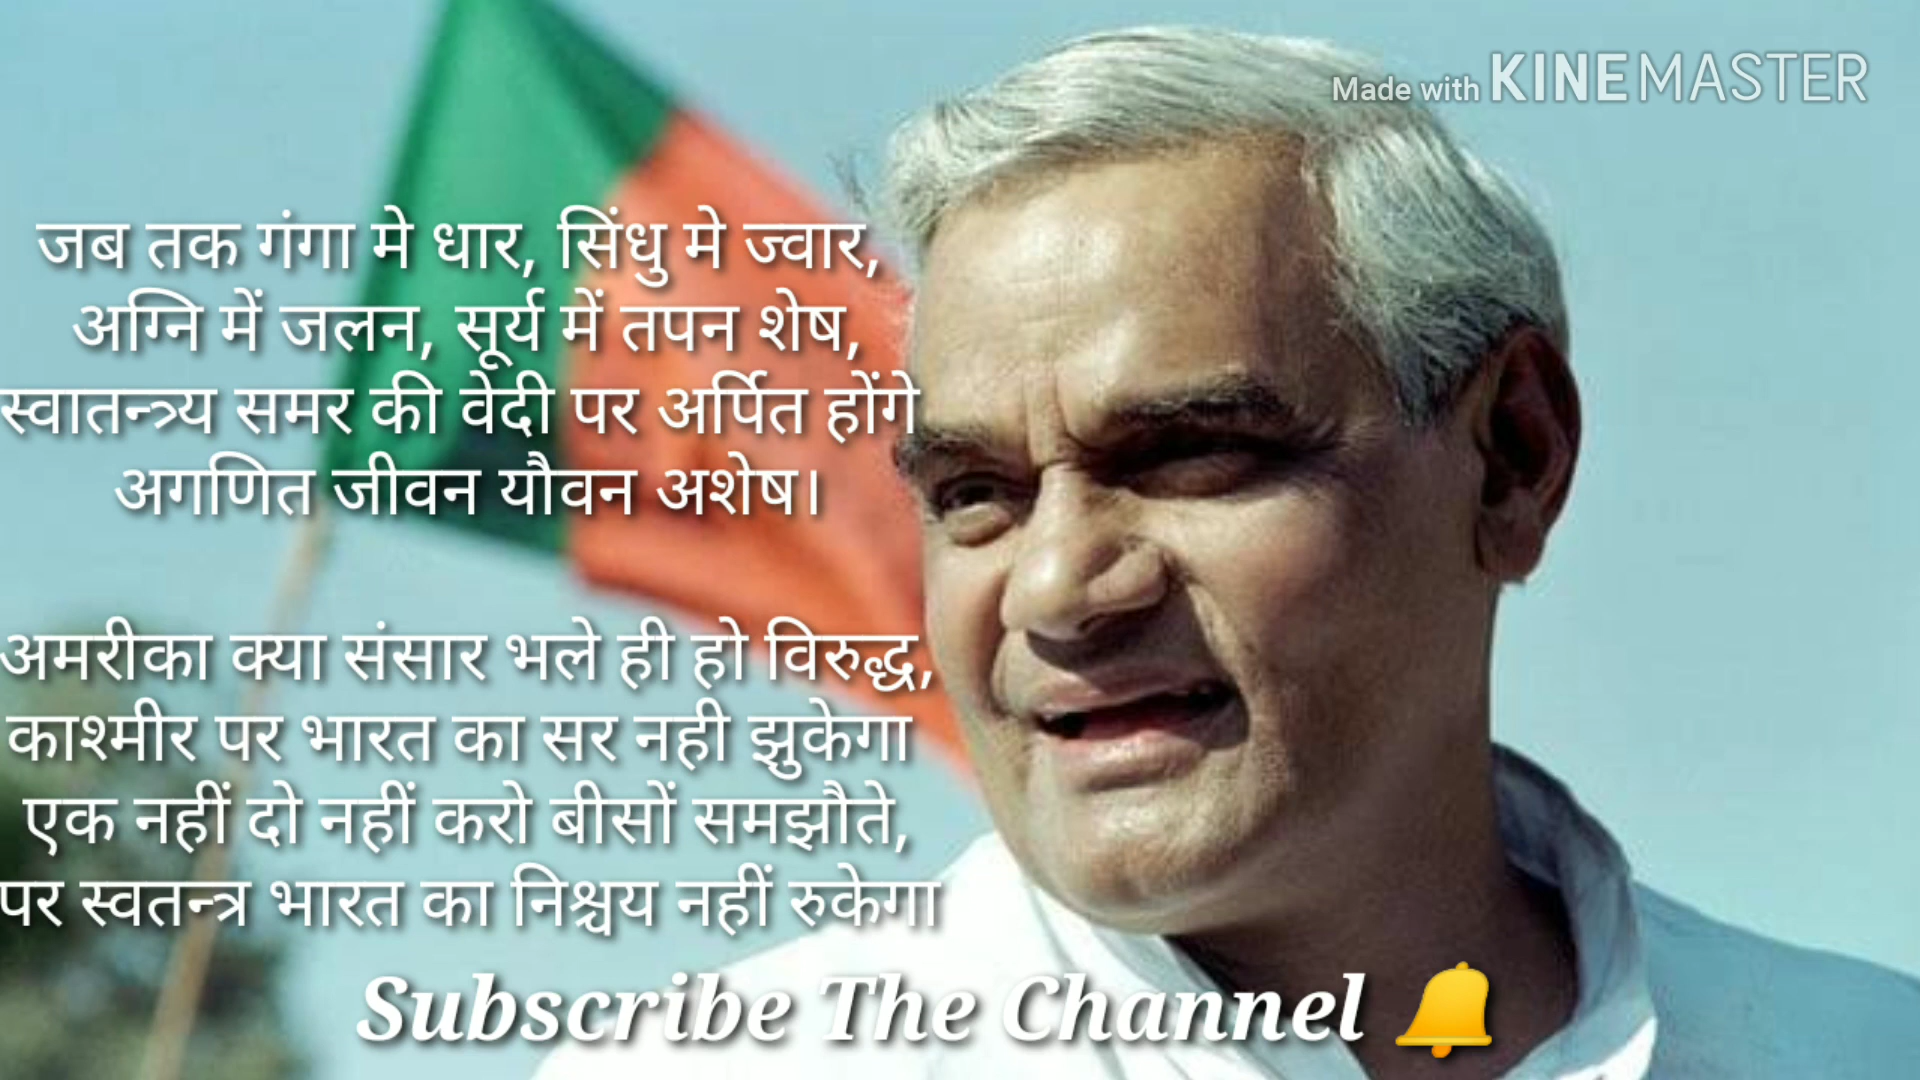 Made with KINEMASTER
जब तक गंगा मे धार, सिंधु मे ज्वार,
अग्नि में जलन, सूर्य में तपन शेष,
स्वातन्त्र्य समर की वेदी पर अर्पित होंगे
अगणित जीवन यौवन अशेष।
अमरीका क्या संसार भले ही हो विरुद्ध,
काश्मीर पर भारत का सर नही झुकेगा
एक नहीं दो नहीं करो बीसों समझौते,
पर स्वतन्त्र भारत का निश्चय नहीं रुकेगा
Subscribe The Channel